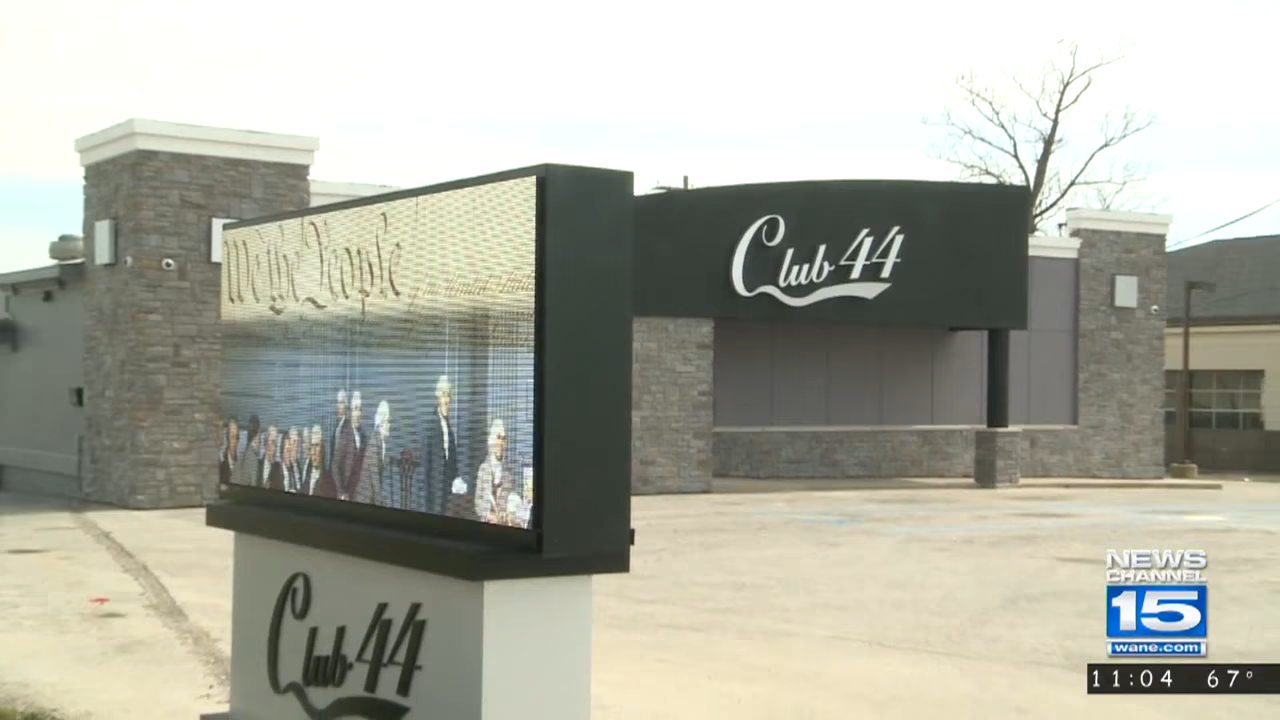 We the People
Club 44
Club 44
NEWS
CHANNEL
15
wane.com
11:04 67°